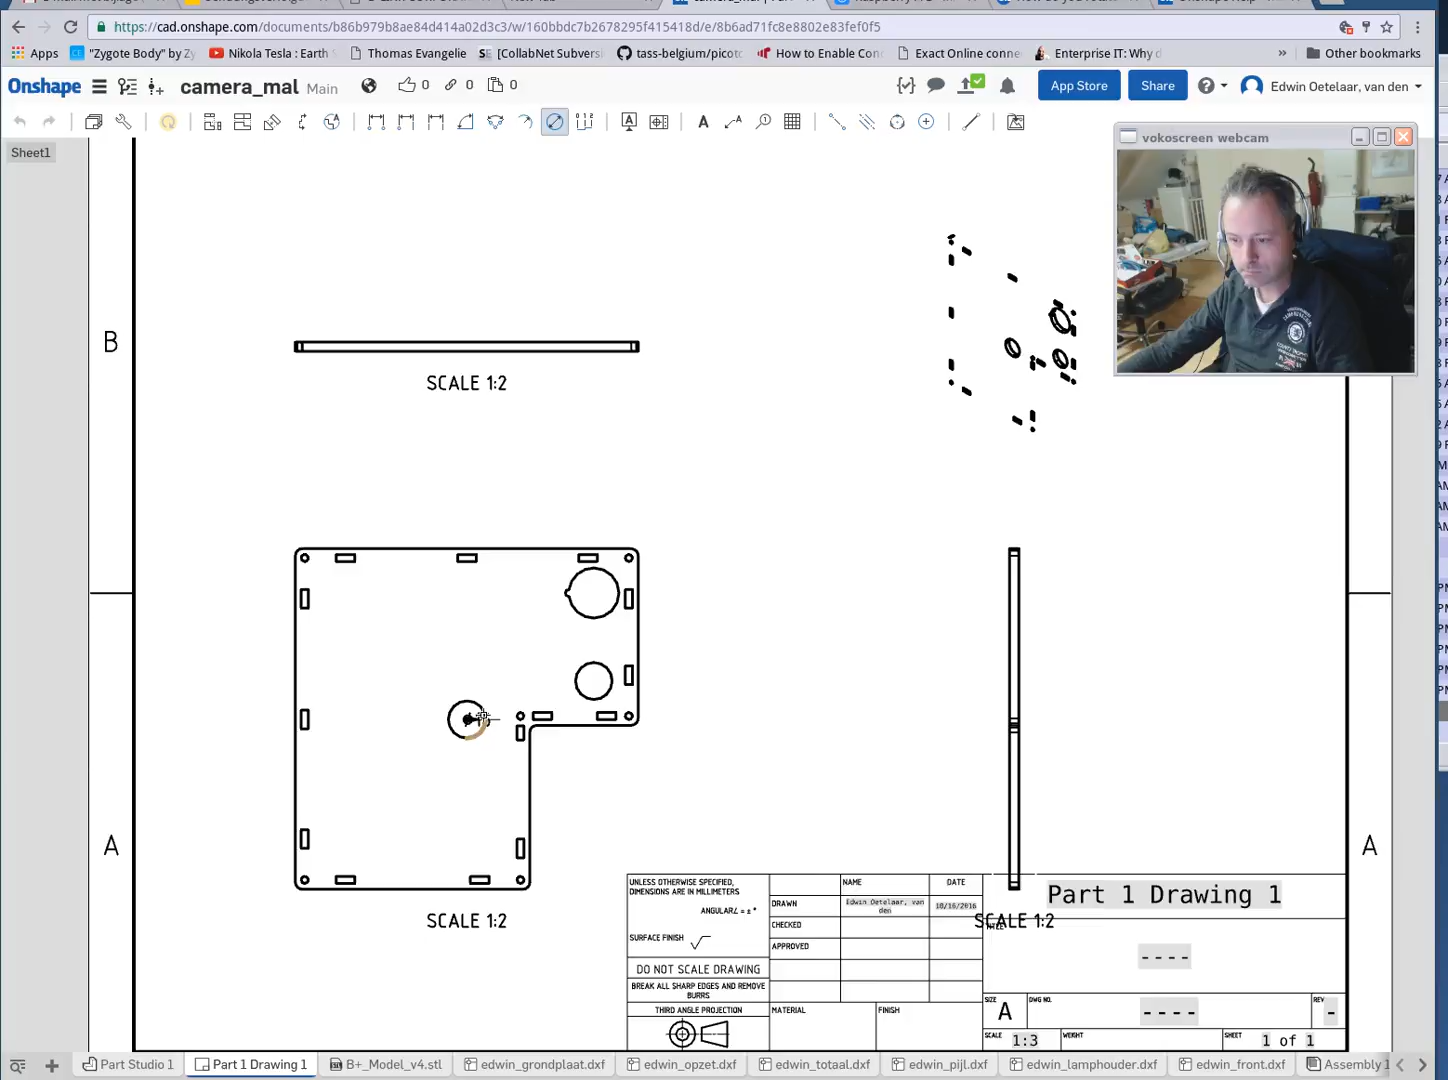 https://cad.onshape.com/documents/b86b979b8ae84d414a02d3c3/w/160bbdc7b2678295f415418d/e/8b6ad71fc8e8802e83fef0f5
Apps "Zygote Body" by Zy Nikola Tesla : Earth Thomas Evangelie [CollabNet Subversi tass-belgium/picotc How to Enable Con Exact Online conne Enterprise IT: Why d » Other bookmarks
Onshape camera_mal Main 0 0 0 App Store Share Edwin Oetelaar, van den
Sheet1
vokoscreen webcam
B
SCALE 1:2
A
A
SCALE 1:2
SCALE 1:2
UNLESS OTHERWISE SPECIFIED,
DIMENSIONS ARE IN MILLIMETERS
ANGULAR∠ = ± °
SURFACE FINISH
DO NOT SCALE DRAWING
BREAK ALL SHARP EDGES AND REMOVE
BURRS
THIRD ANGLE PROJECTION
NAME DATE
DRAWN Edwin Oetelaar, van den 10/16/2016
CHECKED
APPROVED
MATERIAL FINISH
Part 1 Drawing 1
TITLE
----
SIZE A DWG NO. ---- REV -
SCALE 1:3 WEIGHT SHEET 1 of 1
Part Studio 1 Part 1 Drawing 1 B+_Model_v4.stl edwin_grondplaat.dxf edwin_opzet.dxf edwin_totaal.dxf edwin_pijl.dxf edwin_lamphouder.dxf edwin_front.dxf Assembly 1